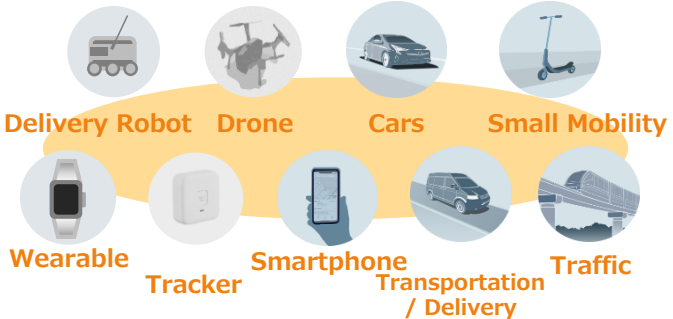 Delivery Robot
Drone
Cars
Small Mobility
Wearable
Tracker
Smartphone
Transportation
/ Delivery
Traffic